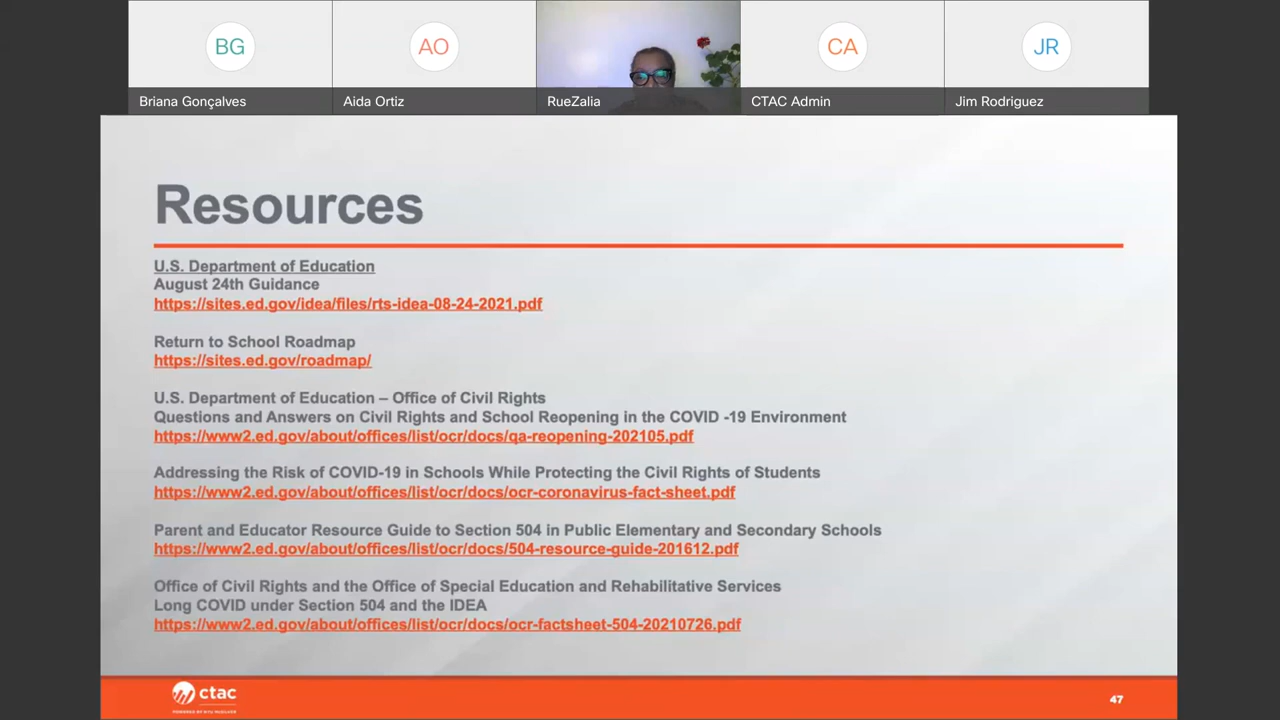 BG
AO
CA
JR
Briana Gonçalves
Aida Ortiz
RueZalia
CTAC Admin
Jim Rodriguez
Resources
U.S. Department of Education
August 24th Guidance
https://sites.ed.gov/idea/files/rts-idea-08-24-2021.pdf
Return to School Roadmap
https://sites.ed.gov/roadmap/
U.S. Department of Education – Office of Civil Rights
Questions and Answers on Civil Rights and School Reopening in the COVID -19 Environment
https://www2.ed.gov/about/offices/list/ocr/docs/qa-reopening-202105.pdf
Addressing the Risk of COVID-19 in Schools While Protecting the Civil Rights of Students
https://www2.ed.gov/about/offices/list/ocr/docs/ocr-coronavirus-fact-sheet.pdf
Parent and Educator Resource Guide to Section 504 in Public Elementary and Secondary Schools
https://www2.ed.gov/about/offices/list/ocr/docs/504-resource-guide-201612.pdf
Office of Civil Rights and the Office of Special Education and Rehabilitative Services
Long COVID under Section 504 and the IDEA
https://www2.ed.gov/about/offices/list/ocr/docs/ocr-factsheet-504-20210726.pdf
ctac
POWERED BY NYU MCSILVER
47